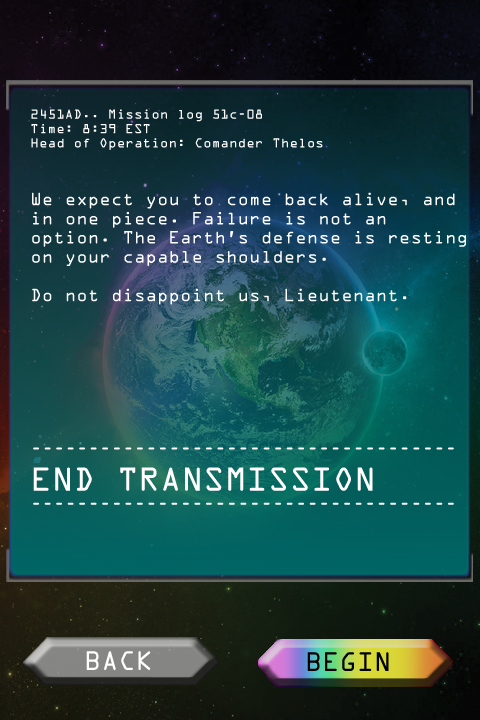 2451AD.. Mission log 51c-08
Time: 8:39 EST
Head of Operation: Comander Thelos
We expect you to come back alive, and
in one piece. Failure is not an
option. The Earth's defense is resting
on your capable shoulders.
Do not disappoint us, Lieutenant.
END TRANSMISSION
BACK
BEGIN